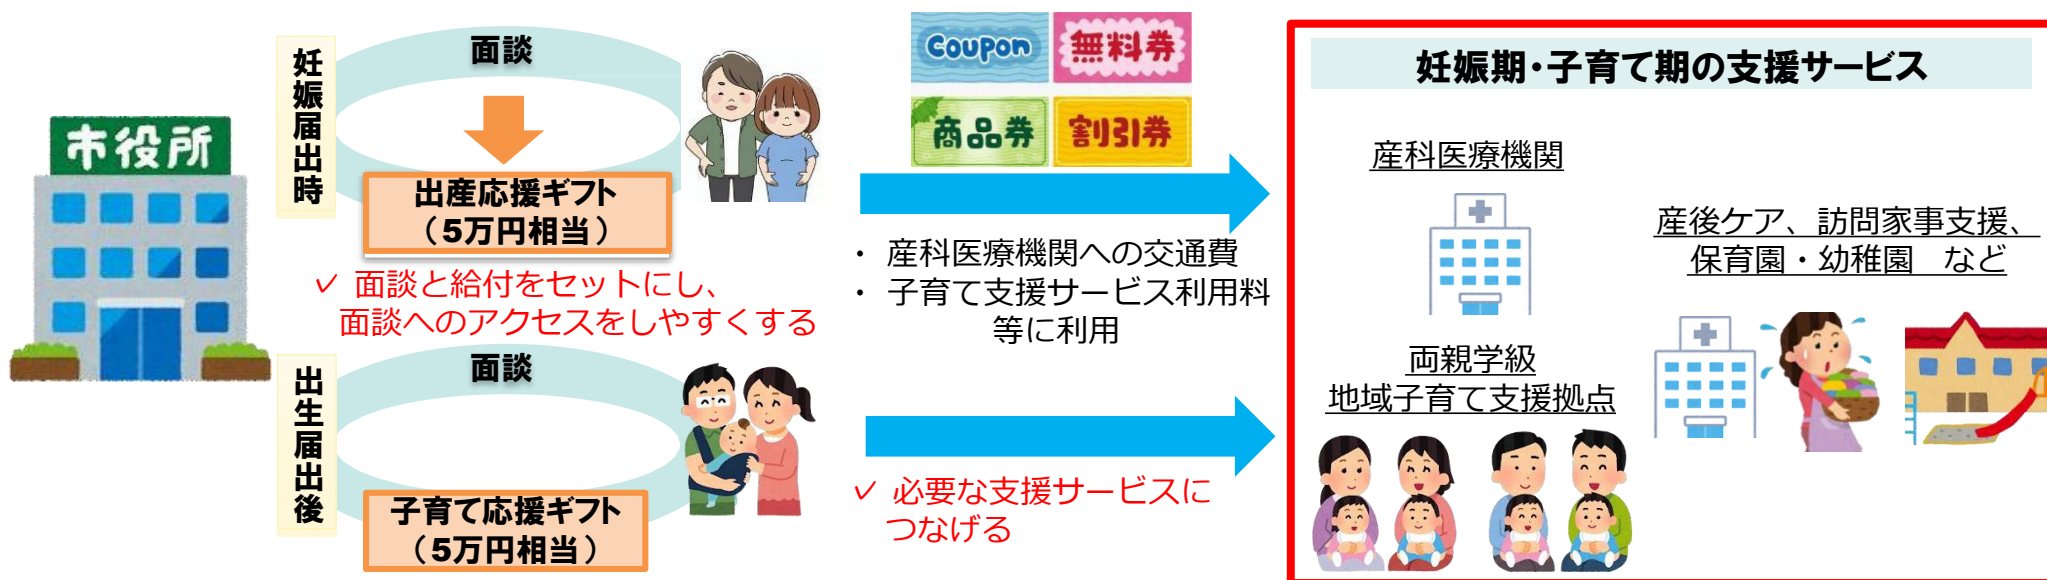 市役所
妊娠届出時
面談
出産応援ギフト
（5万円相当）
✓ 面談と給付をセットにし、
面談へのアクセスをしやすくする
出生届出後
面談
子育て応援ギフト
（5万円相当）
Coupon
無料券
商品券
割引券
・ 産科医療機関への交通費
・ 子育て支援サービス利用料
等に利用
✓ 必要な支援サービスに
つなげる
妊娠期・子育て期の支援サービス
産科医療機関
産後ケア、訪問家事支援、
保育園・幼稚園　など
両親学級
地域子育て支援拠点